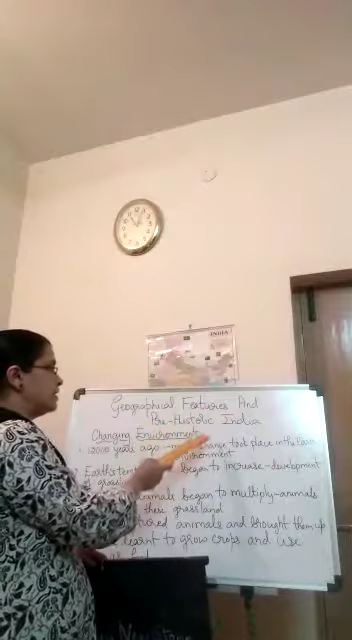 INDIA
Geographical Features And
Pre-Historic India
Changing Environment
12000 years ago - change took place in the
environment
Earth's began to increase - development
of grass
animals began to multiply - animals
grassland
animals and brought them up
learnt to grow crops and use